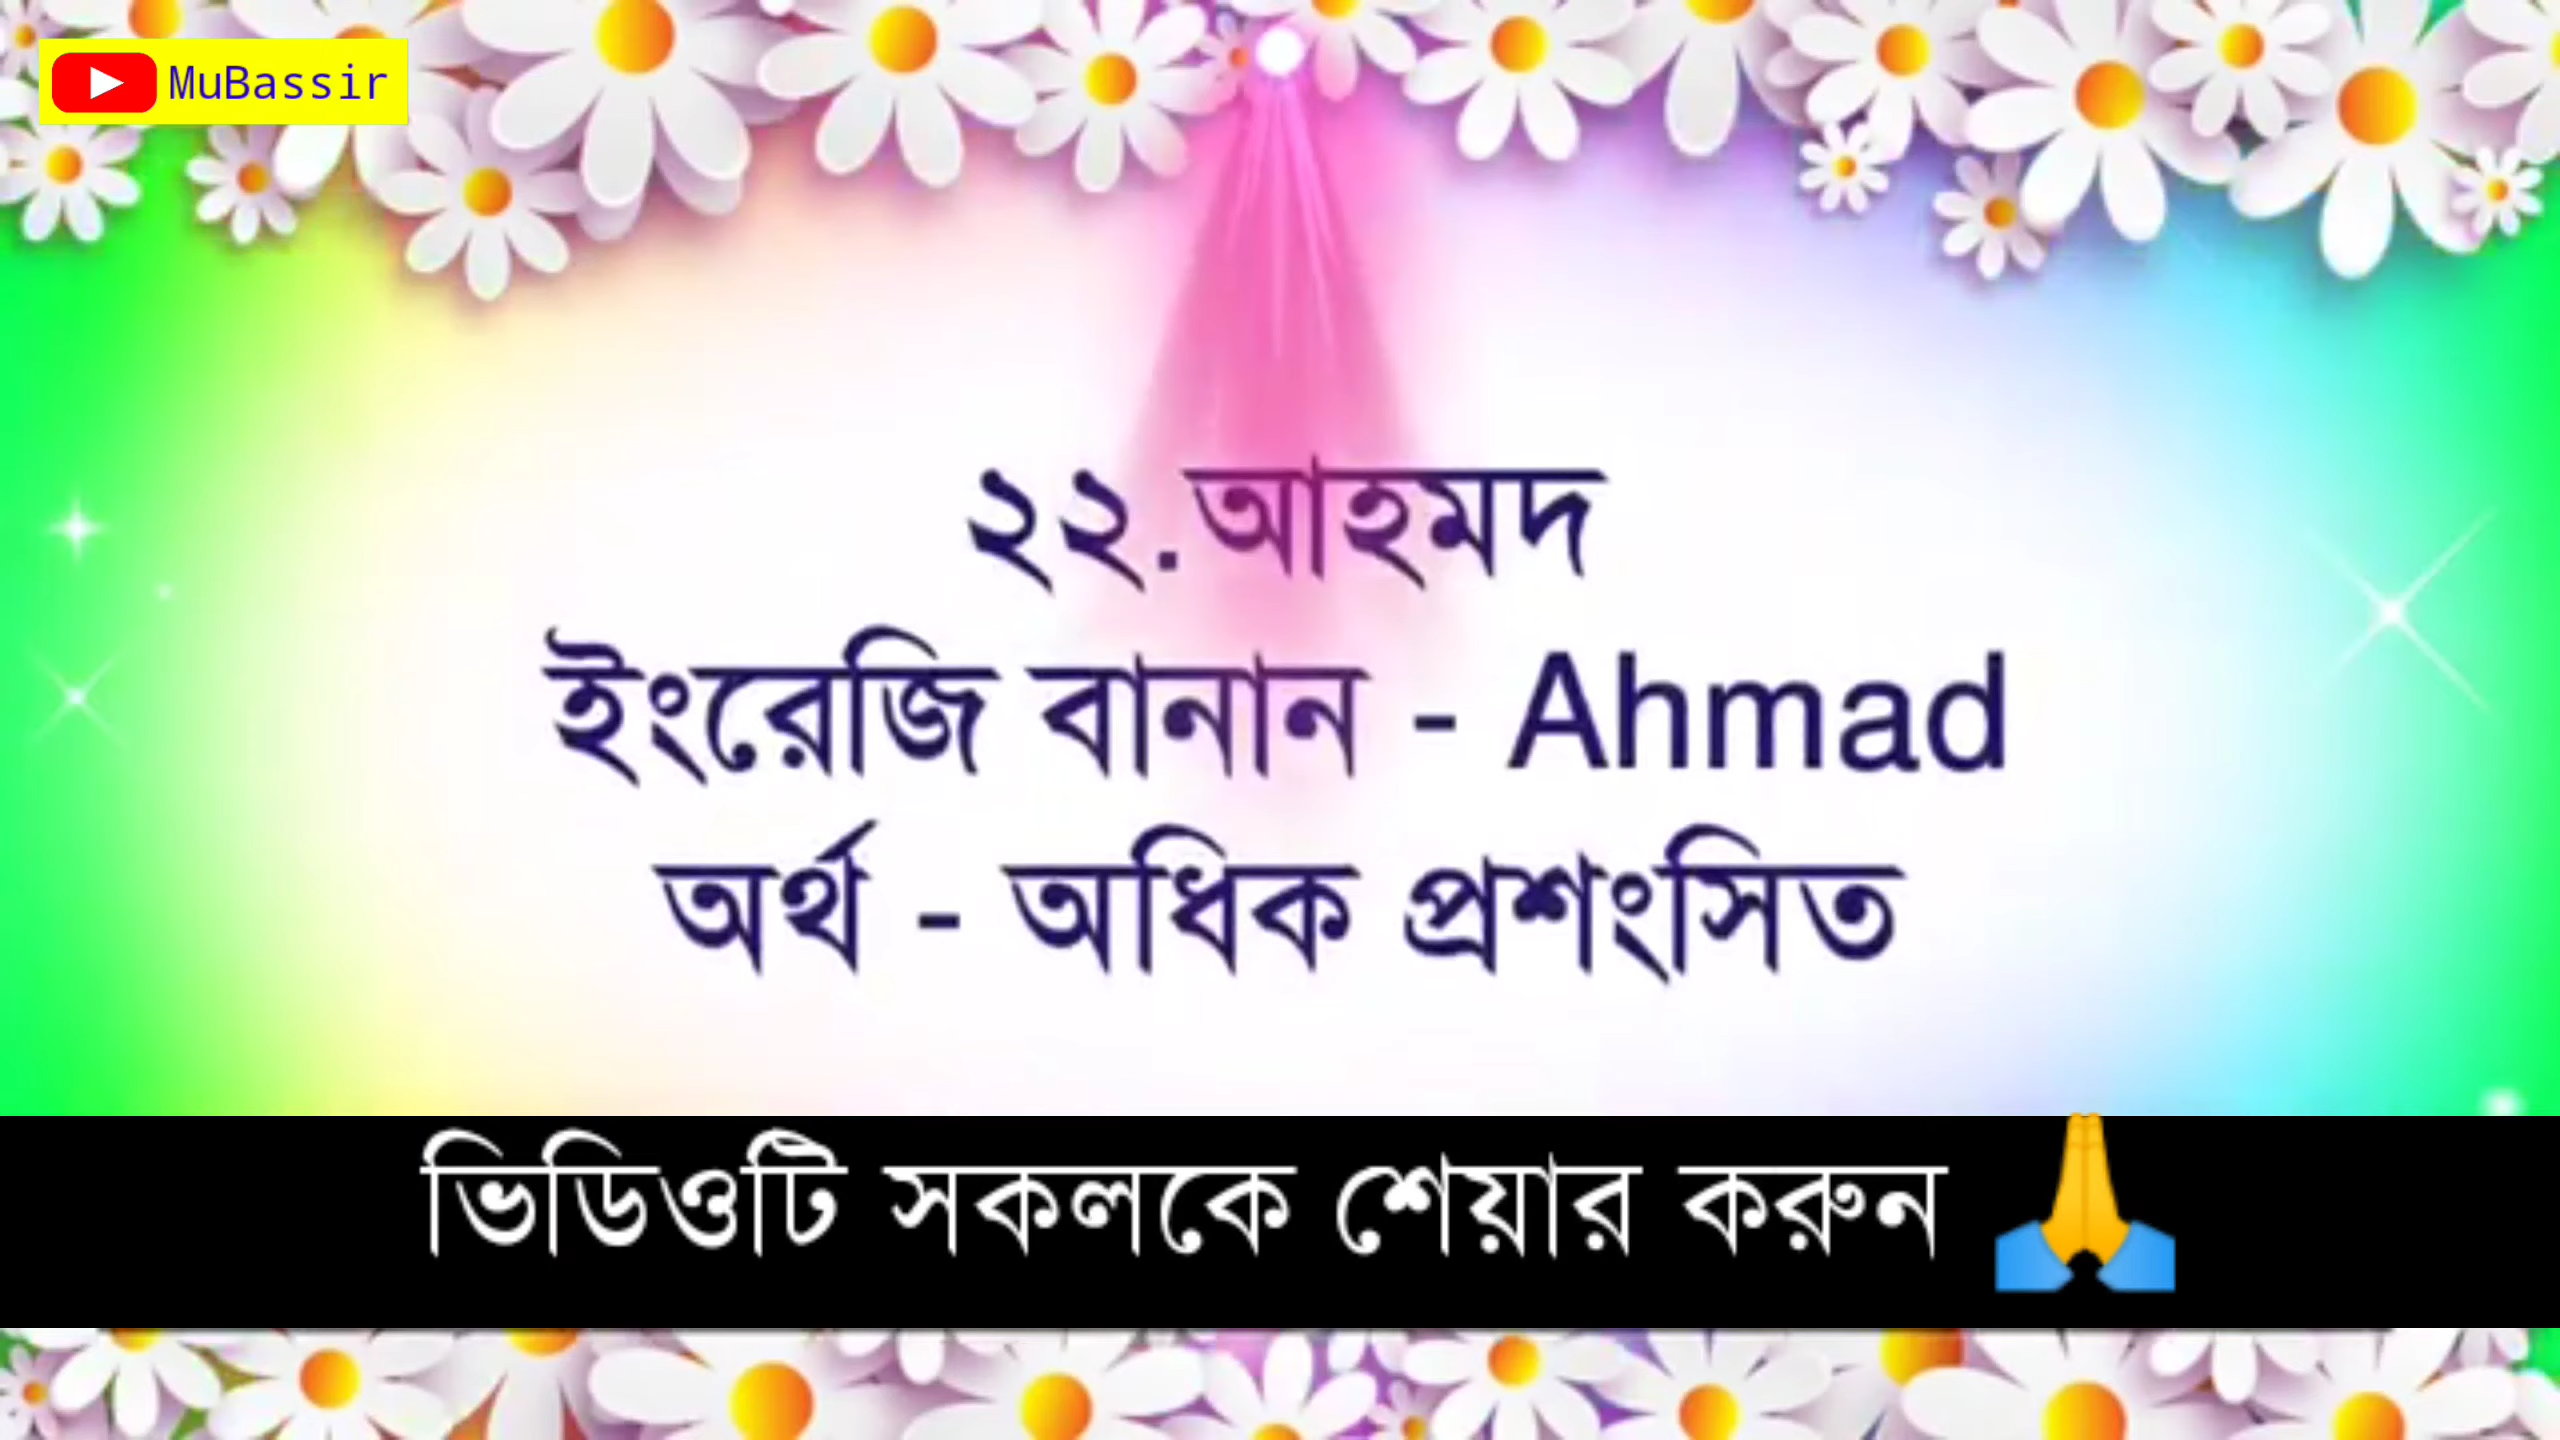 MuBassir
২২.আহমদ
ইংরেজি বানান - Ahmad
অর্থ - অধিক প্রশংসিত
ভিডিওটি সকলকে শেয়ার করুন 🙏